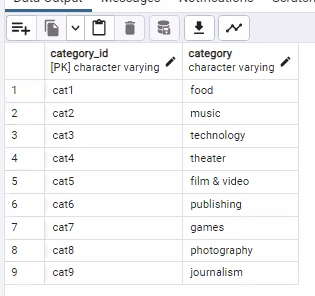 Data Output Messages Notifications
category_id category
[PK] character varying character varying
1 cat1 food
2 cat2 music
3 cat3 technology
4 cat4 theater
5 cat5 film & video
6 cat6 publishing
7 cat7 games
8 cat8 photography
9 cat9 journalism